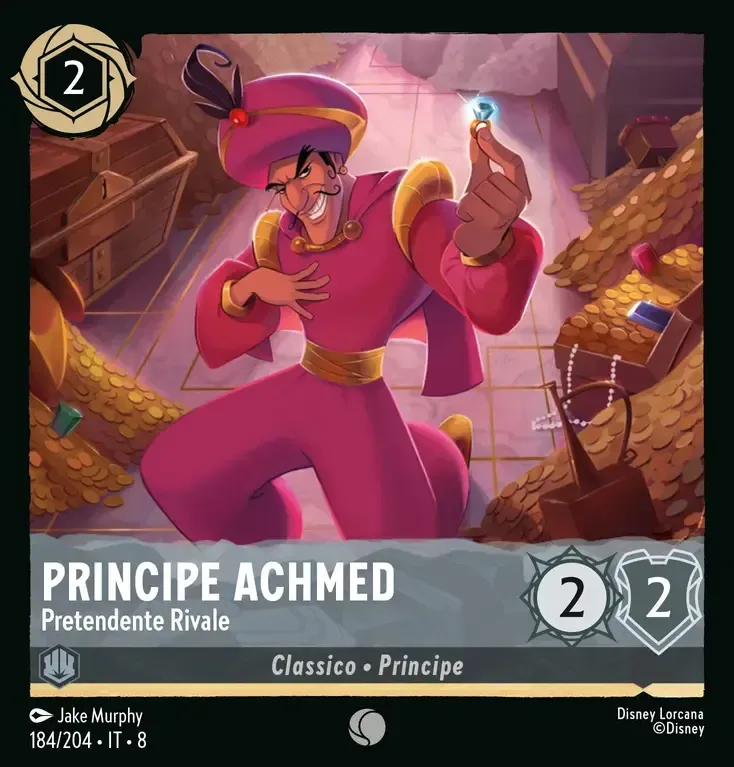 2
PRINCIPE ACHMED
Pretendente Rivale
2
2
Classico • Principe
Jake Murphy
184/204 • IT • 8
Disney Lorcana
©Disney